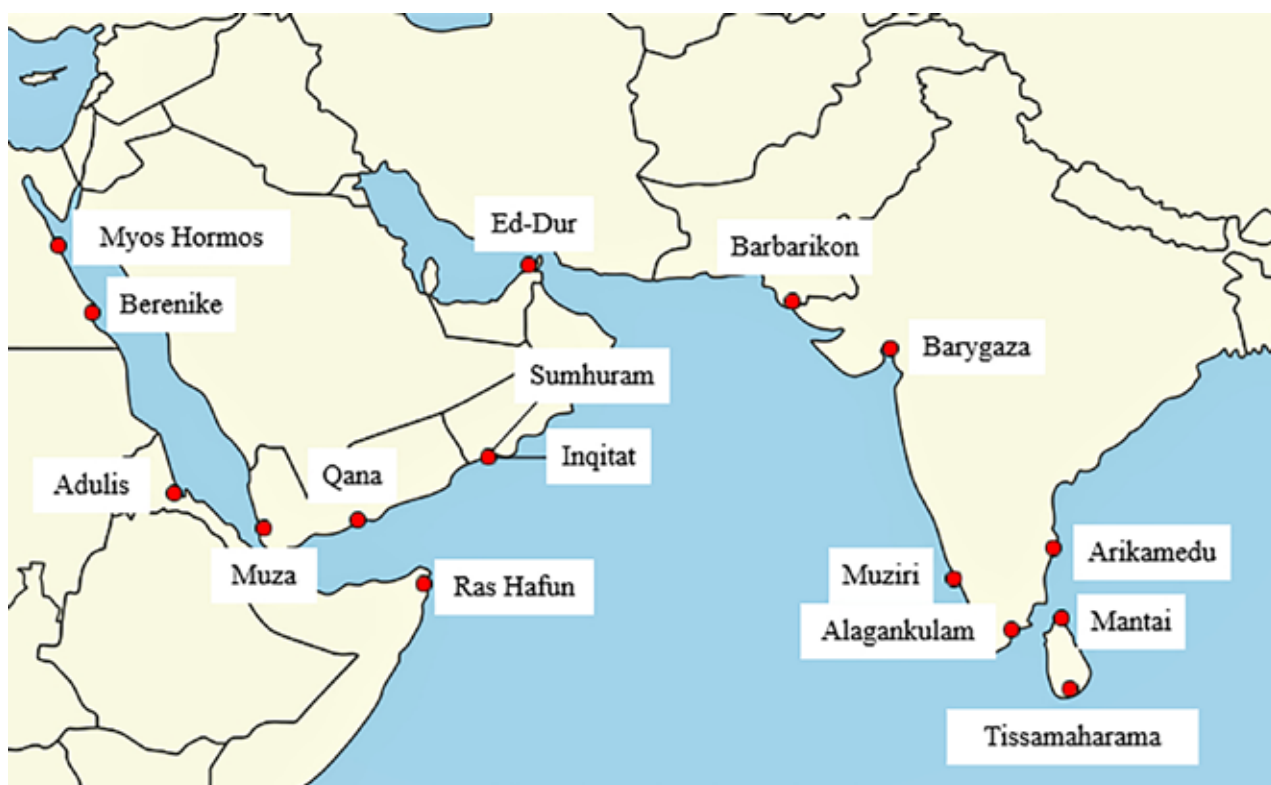 Myos Hormos
Ed-Dur
Barbarikon
Berenike
Barygaza
Sumhuram
Inqitat
Qana
Adulis
Arikamedu
Muza
Muziri
Ras Hafun
Mantai
Alagankulam
Tissamaharama